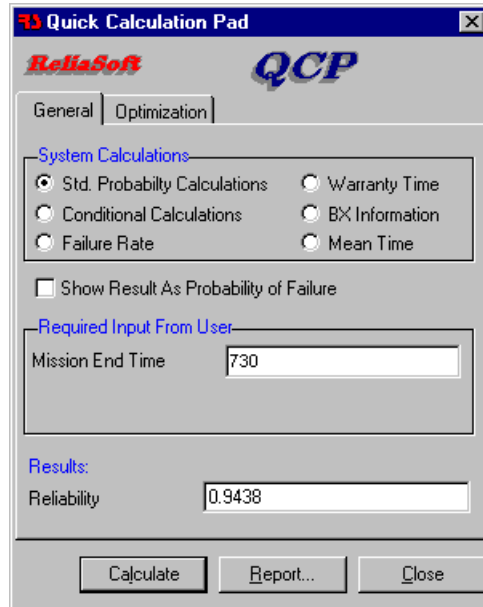 Quick Calculation Pad
ReliaSoft QCP
General Optimization
System Calculations
Std. Probabilty Calculations Warranty Time
Conditional Calculations BX Information
Failure Rate Mean Time
Show Result As Probability of Failure
Required Input From User
Mission End Time 730
Results:
Reliability 0.9438
Calculate Report... Close